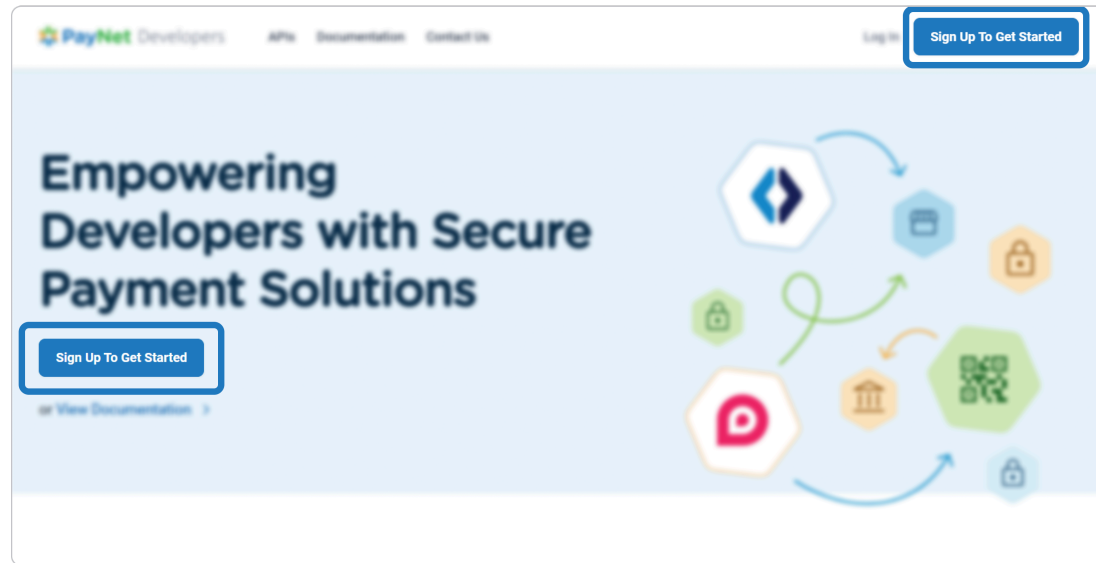 PayNet Developers
APIs Documentation Contact Us
Log In
Sign Up To Get Started
Empowering
Developers with Secure
Payment Solutions
Sign Up To Get Started
or View Documentation >